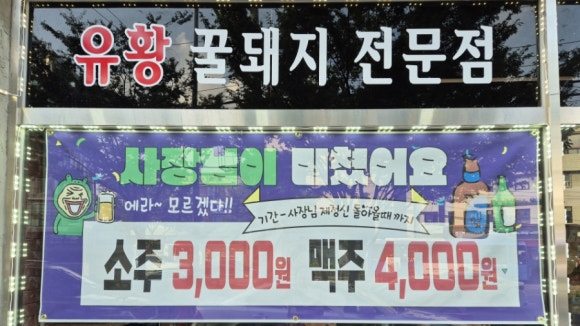 유황 꿀돼지 전문점
사장님이 미쳤어요
에라~ 모르겠다!!
기간-사장님 제정신 돌아올때 까지
소주 3,000원 맥주 4,000원